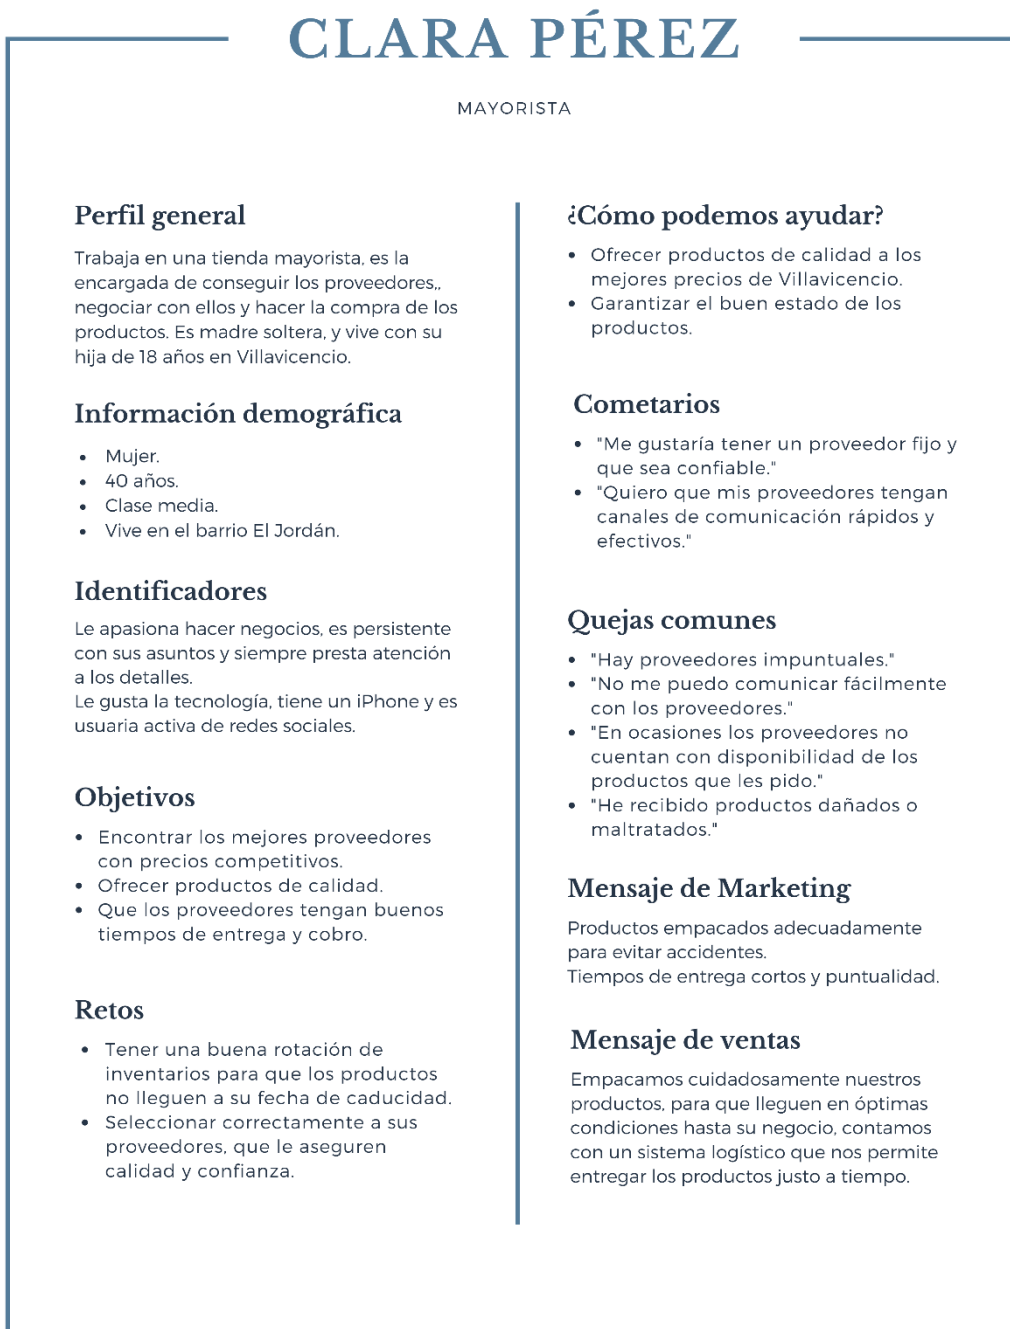 CLARA PÉREZ
MAYORISTA
Perfil general
Trabaja en una tienda mayorista, es la
encargada de conseguir los proveedores,,
negociar con ellos y hacer la compra de los
productos. Es madre soltera, y vive con su
hija de 18 años en Villavicencio.
Información demográfica
• Mujer.
• 40 años.
• Clase media.
• Vive en el barrio El Jordán.
Identificadores
Le apasiona hacer negocios, es persistente
con sus asuntos y siempre presta atención
a los detalles.
Le gusta la tecnología, tiene un iPhone y es
usuaria activa de redes sociales.
Objetivos
• Encontrar los mejores proveedores
con precios competitivos.
• Ofrecer productos de calidad.
• Que los proveedores tengan buenos
tiempos de entrega y cobro.
Retos
• Tener una buena rotación de
inventarios para que los productos
no lleguen a su fecha de caducidad.
• Seleccionar correctamente a sus
proveedores, que le aseguren
calidad y confianza.
¿Cómo podemos ayudar?
• Ofrecer productos de calidad a los
mejores precios de Villavicencio.
• Garantizar el buen estado de los
productos.
Cometarios
• "Me gustaría tener un proveedor fijo y
que sea confiable."
• "Quiero que mis proveedores tengan
canales de comunicación rápidos y
efectivos."
Quejas comunes
• "Hay proveedores impuntuales."
• "No me puedo comunicar fácilmente
con los proveedores."
• "En ocasiones los proveedores no
cuentan con disponibilidad de los
productos que les pido."
• "He recibido productos dañados o
maltratados."
Mensaje de Marketing
Productos empacados adecuadamente
para evitar accidentes.
Tiempos de entrega cortos y puntualidad.
Mensaje de ventas
Empacamos cuidadosamente nuestros
productos, para que lleguen en óptimas
condiciones hasta su negocio, contamos
con un sistema logístico que nos permite
entregar los productos justo a tiempo.